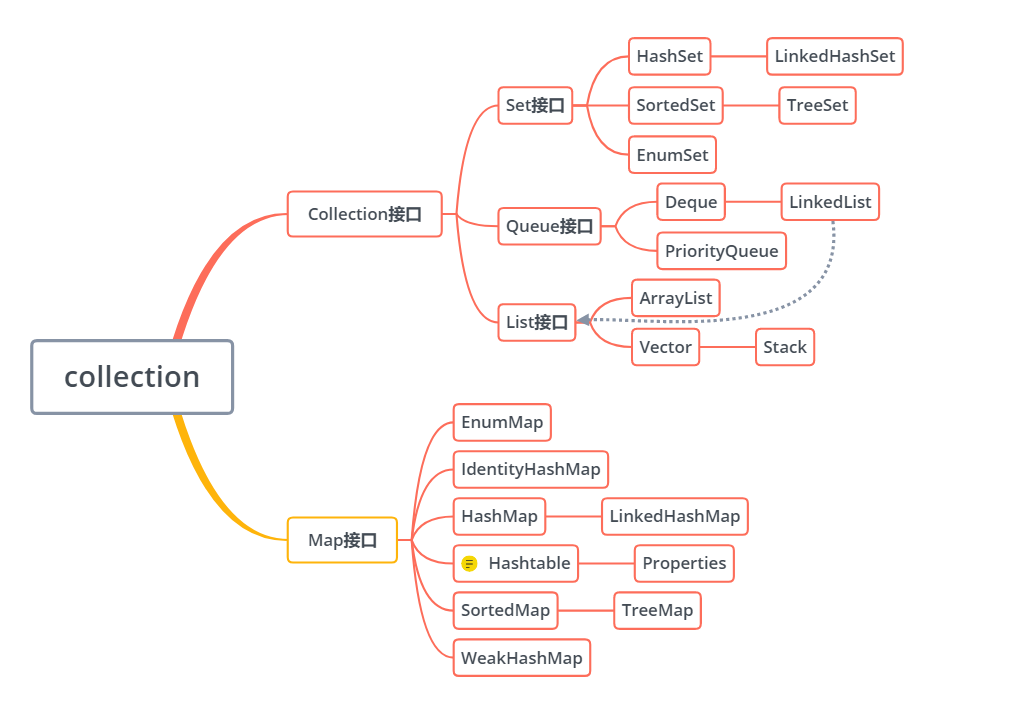 collection
Collection接口
Set接口
HashSet
LinkedHashSet
SortedSet
TreeSet
EnumSet
Queue接口
Deque
LinkedList
PriorityQueue
List接口
ArrayList
Vector
Stack
Map接口
EnumMap
IdentityHashMap
HashMap
LinkedHashMap
Hashtable
Properties
SortedMap
TreeMap
WeakHashMap